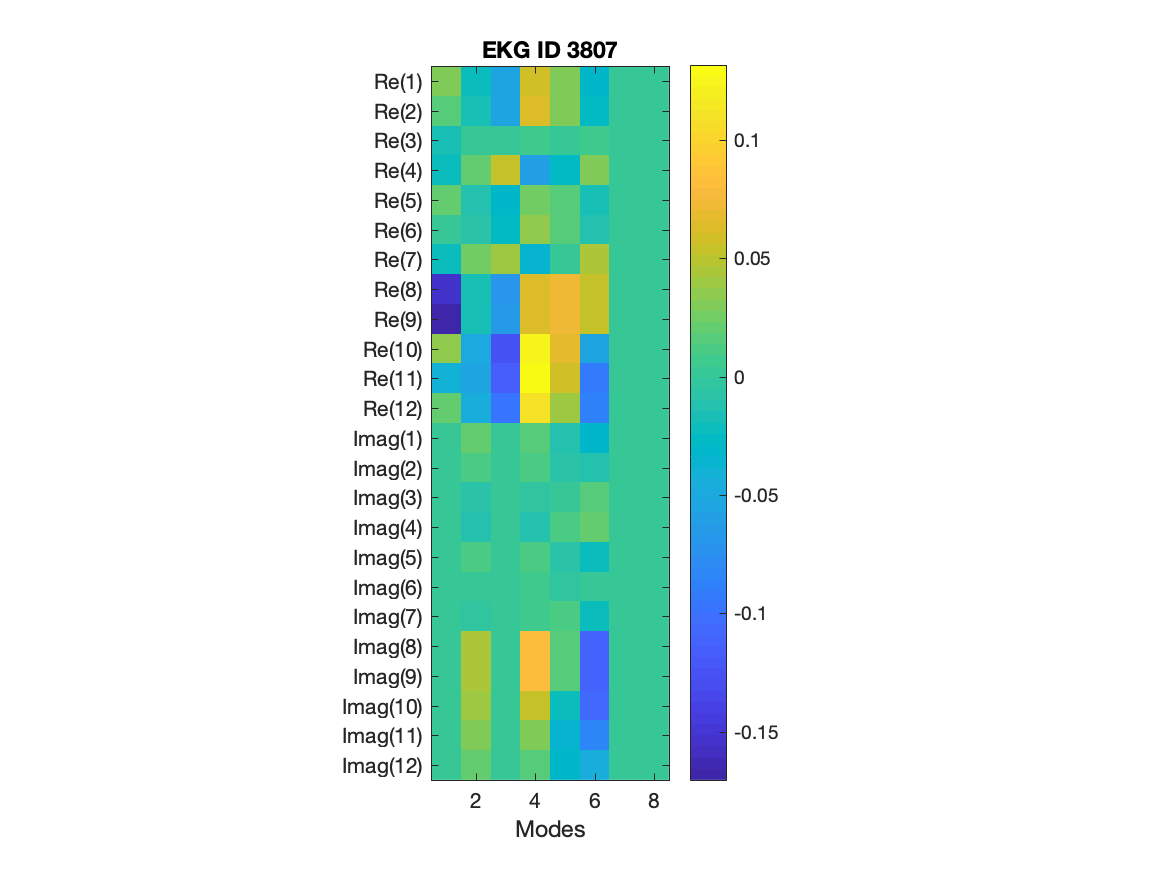 EKG ID 3807
Re(1)
Re(2)
Re(3)
Re(4)
Re(5)
Re(6)
Re(7)
Re(8)
Re(9)
Re(10)
Re(11)
Re(12)
Imag(1)
Imag(2)
Imag(3)
Imag(4)
Imag(5)
Imag(6)
Imag(7)
Imag(8)
Imag(9)
Imag(10)
Imag(11)
Imag(12)
2 4 6 8
Modes
0.1
0.05
0
-0.05
-0.1
-0.15